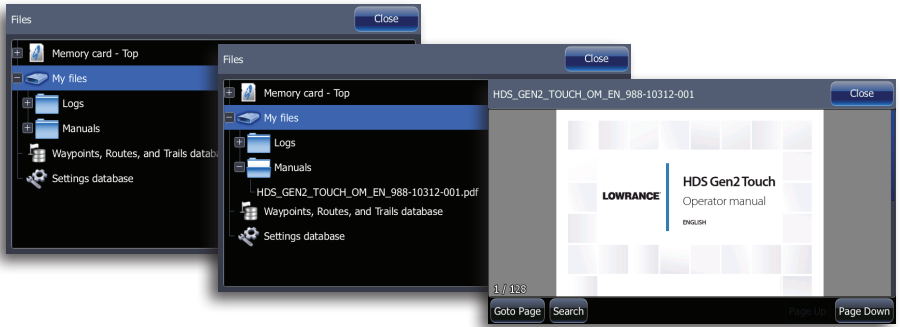 Files
Close
Memory card - Top
My files
Logs
Manuals
Waypoints, Routes, and Trails datab
Settings database
Files
Close
Memory card - Top
My files
Logs
Manuals
HDS_GEN2_TOUCH_OM_EN_988-10312-001.pdf
Waypoints, Routes, and Trails database
Settings database
HDS_GEN2_TOUCH_OM_EN_988-10312-001
Close
LOWRANCE
HDS Gen2 Touch
Operator manual
ENGLISH
1 / 128
Goto Page
Search
Page Up
Page Down